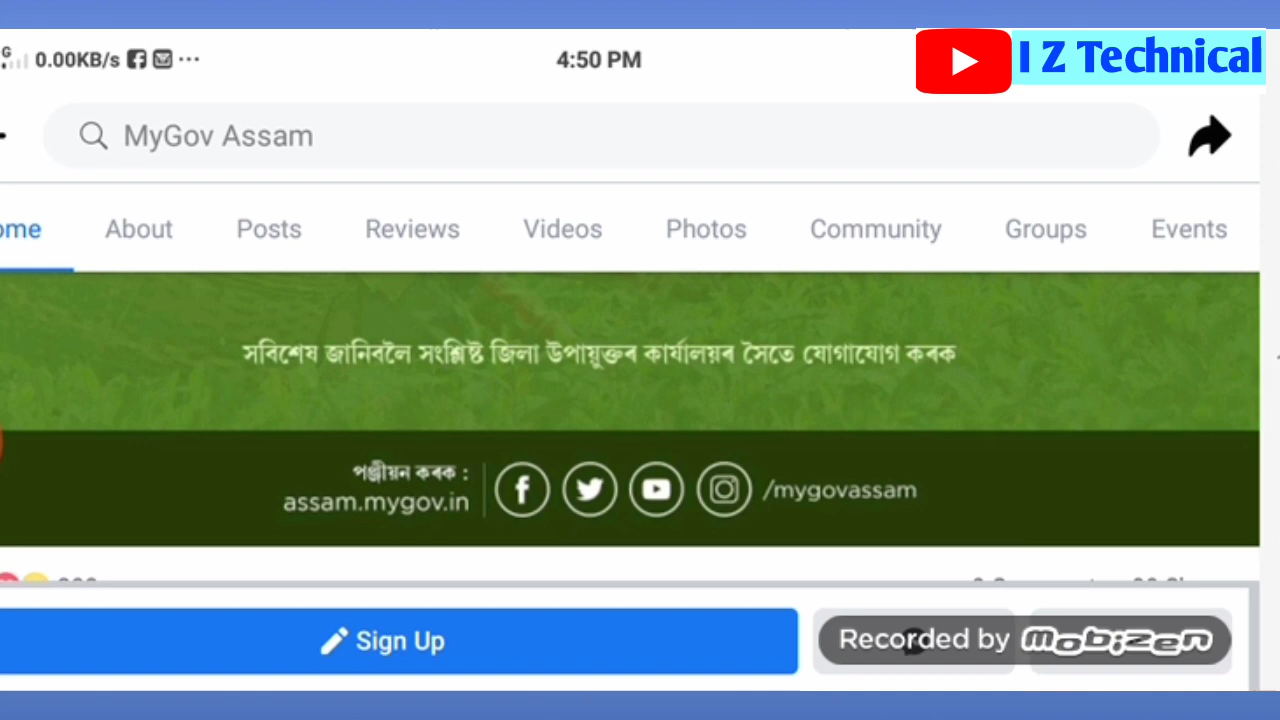 G 0.00KB/s ... 4:50 PM
I Z Technical
MyGov Assam
ome About Posts Reviews Videos Photos Community Groups Events
সবিশেষ জানিবলৈ সংশ্লিষ্ট জিলা উপায়ুক্তৰ কাৰ্যালয়ৰ সৈতে যোগাযোগ কৰক
পঞ্জীয়ন কৰক :
assam.mygov.in
/mygovassam
Sign Up
Recorded by mobizen